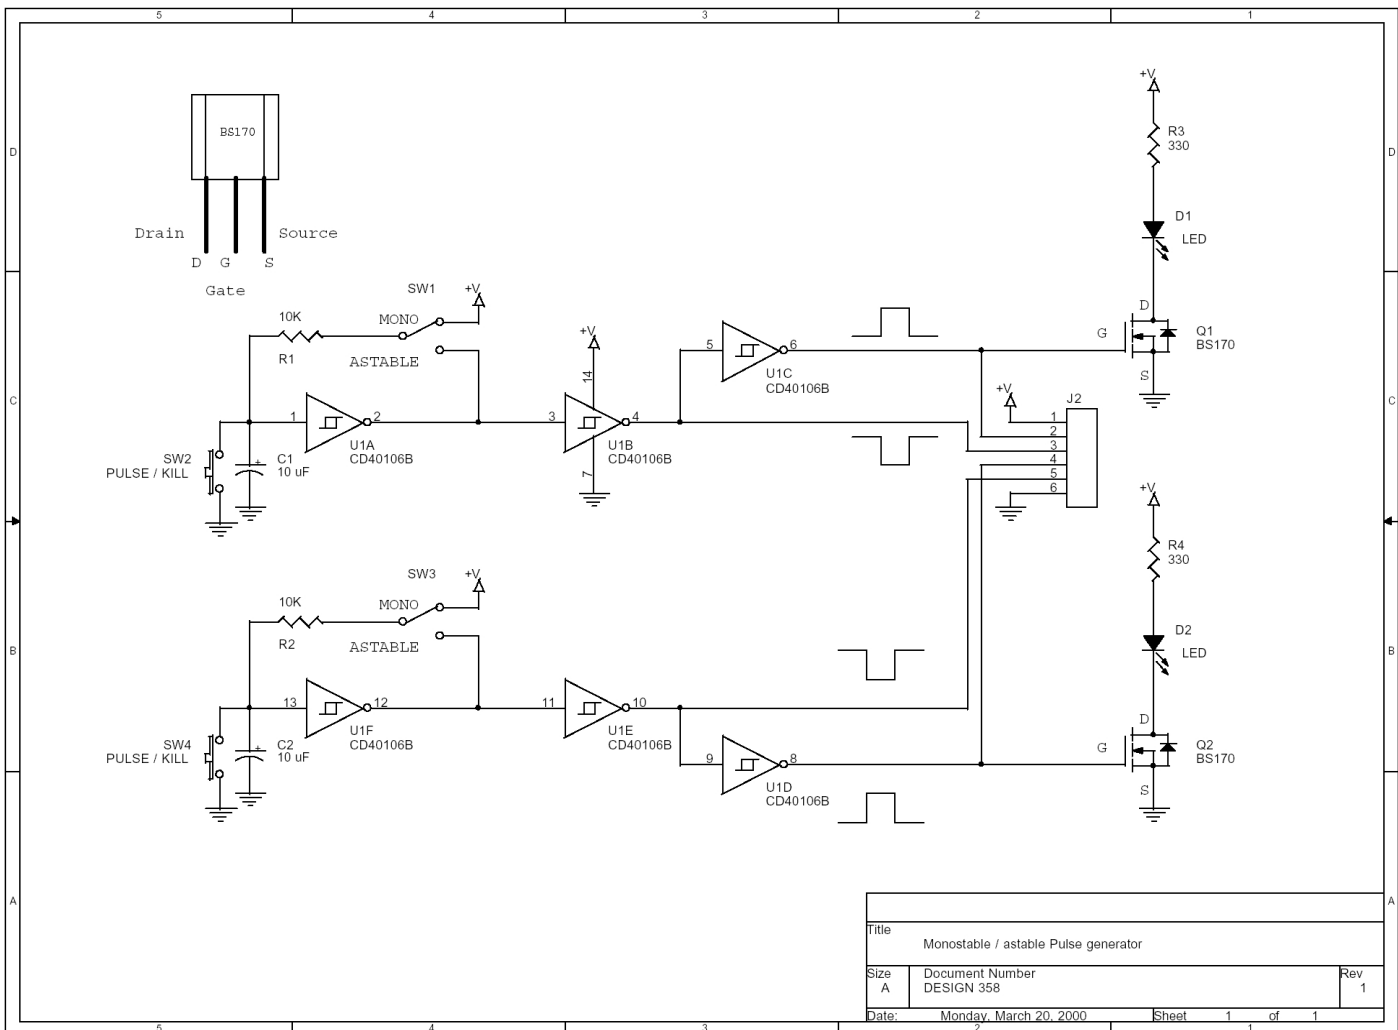 5 4 3 2 1
D
D
C
C
B
B
A
A
BS170
Drain
Source
D G S
Gate
+V
R3
330
D1
LED
D
G
Q1
BS170
S
SW1
+V
10K
MONO
R1
ASTABLE
1
2
U1A
CD40106B
SW2
PULSE / KILL
C1
10 uF
+
+V
14
3
4
U1B
CD40106B
7
5
6
U1C
CD40106B
+V
J2
1
2
3
4
5
6
SW3
+V
10K
MONO
R2
ASTABLE
13
12
U1F
CD40106B
SW4
PULSE / KILL
C2
10 uF
+
11
10
U1E
CD40106B
9
8
U1D
CD40106B
+V
R4
330
D2
LED
D
G
Q2
BS170
S
Title
Monostable / astable Pulse generator
Size
A
Document Number
DESIGN 358
Rev
1
Date: Monday, March 20, 2000 Sheet 1 of 1
5 4 3 2 1